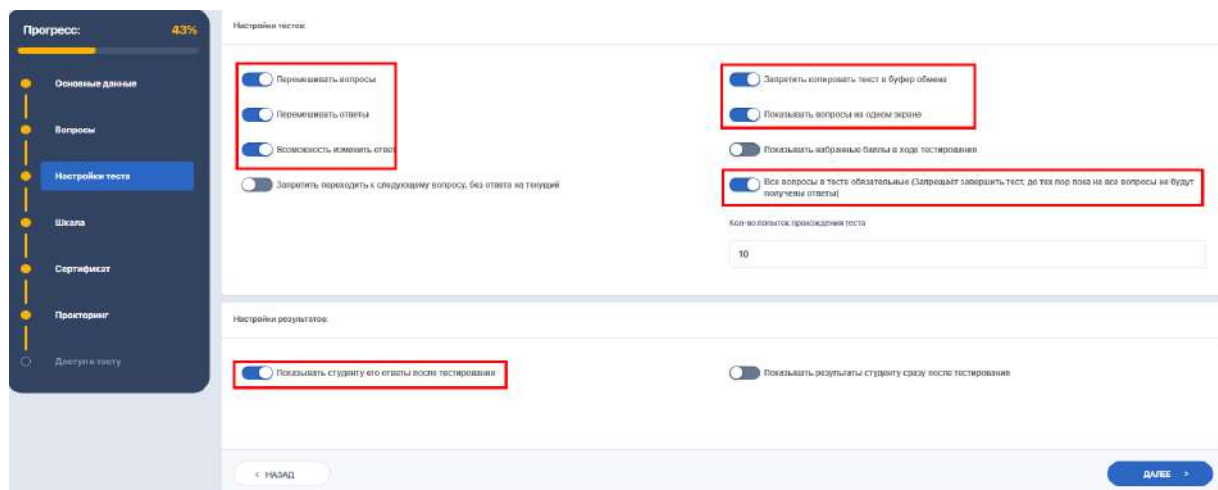 Прогресс: 43%
Основные данные
Вопросы
Настройки теста
Шкала
Сертификат
Прокторинг
Доступ к тесту
Настройки тестов:
Перемешивать вопросы
Перемешивать ответы
Возможность изменить ответ
Запретить переходить к следующему вопросу, без ответа на текущий
Запретить копировать текст в буфер обмена
Показывать вопросы на одном экране
Показывать набранные баллы в ходе тестирования
Все вопросы в тесте обязательные (Запрещает завершить тест, до тех пор пока на все вопросы не будут
получены ответы)
Кол-во попыток прохождения теста
10
Настройки результатов:
Показывать студенту его ответы после тестирования
Показывать результаты студенту сразу после тестирования
< НАЗАД
ДАЛЕЕ >